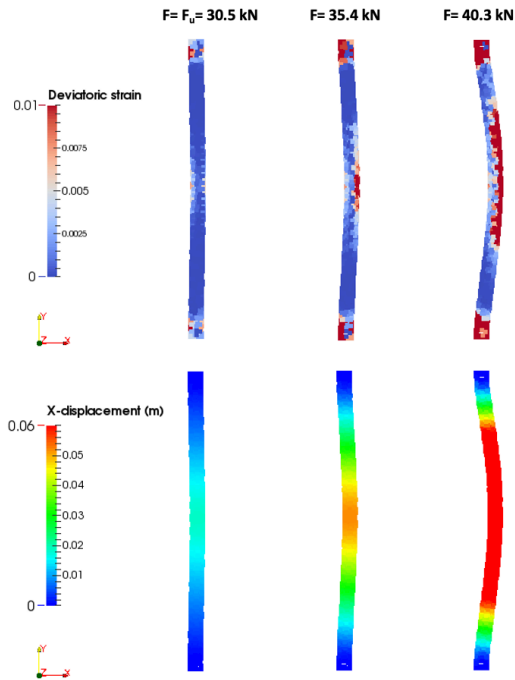 F= Fu= 30.5 kN F= 35.4 kN F= 40.3 kN
Deviatoric strain
0.01
0.0075
0.005
0.0025
0
Y
Z X
X-displacement (m)
0.06
0.05
0.04
0.03
0.02
0.01
0
Y
Z X